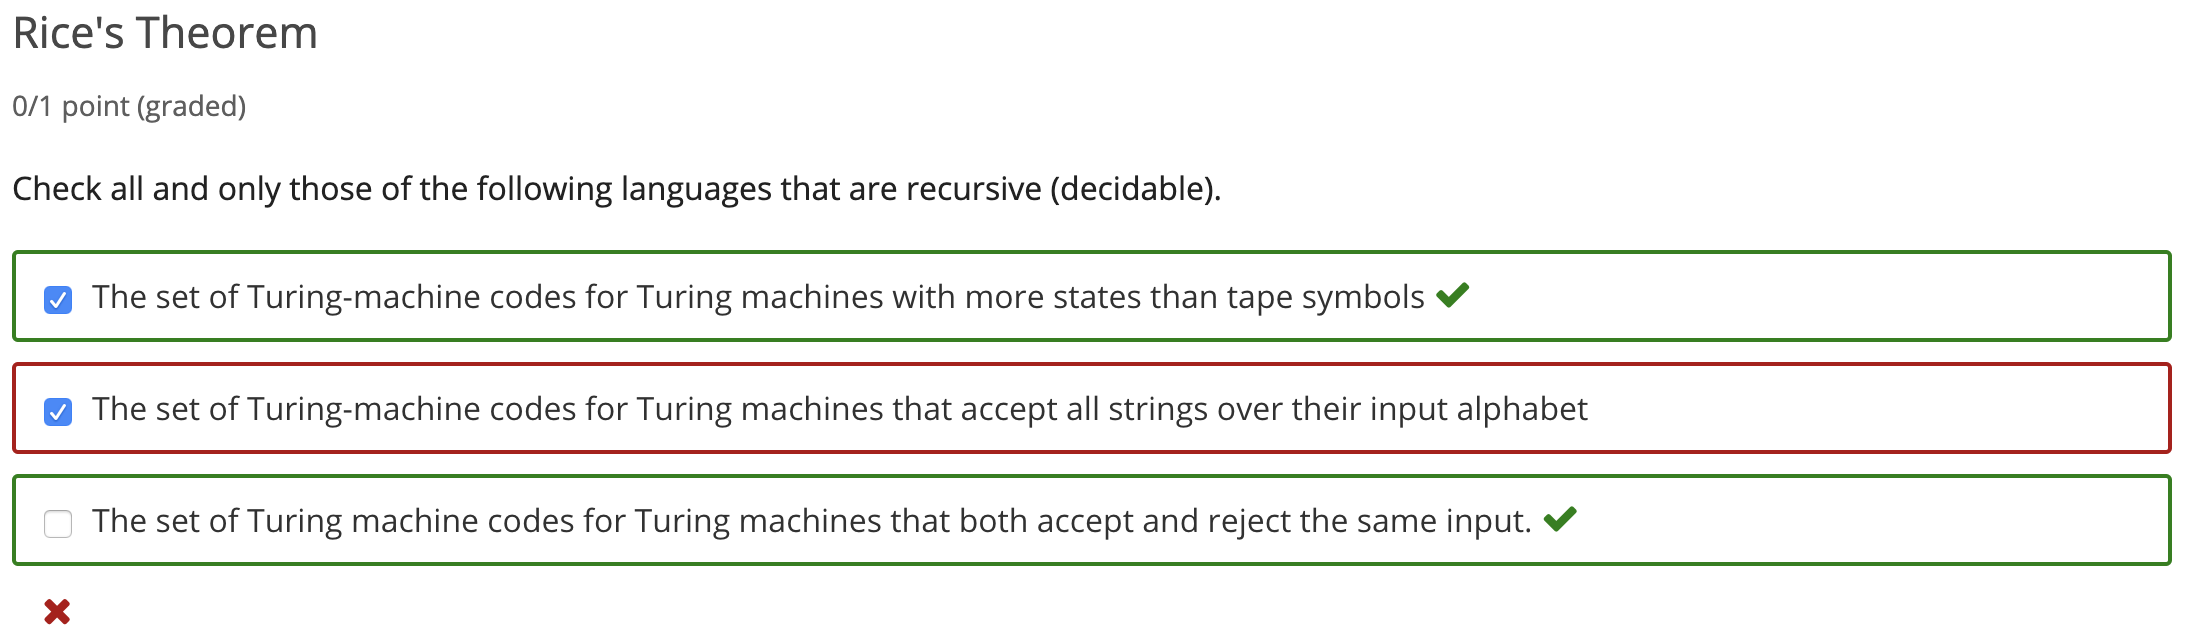 Rice's Theorem
0/1 point (graded)
Check all and only those of the following languages that are recursive (decidable).
The set of Turing-machine codes for Turing machines with more states than tape symbols
The set of Turing-machine codes for Turing machines that accept all strings over their input alphabet
The set of Turing machine codes for Turing machines that both accept and reject the same input.